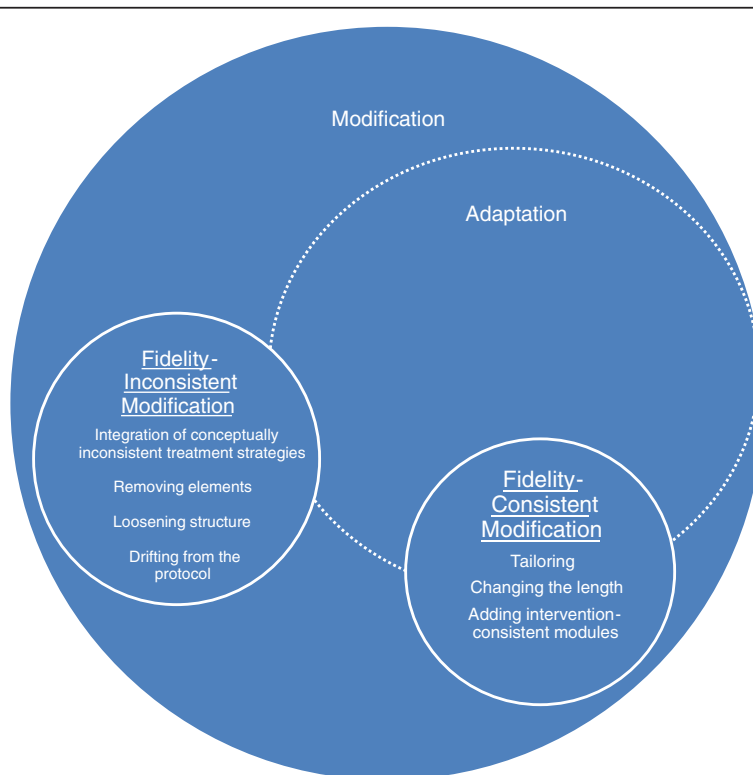 Modification
Adaptation
Fidelity-
Inconsistent
Modification
Integration of conceptually
inconsistent treatment strategies
Removing elements
Loosening structure
Drifting from the
protocol
Fidelity-
Consistent
Modification
Tailoring
Changing the length
Adding intervention-
consistent modules